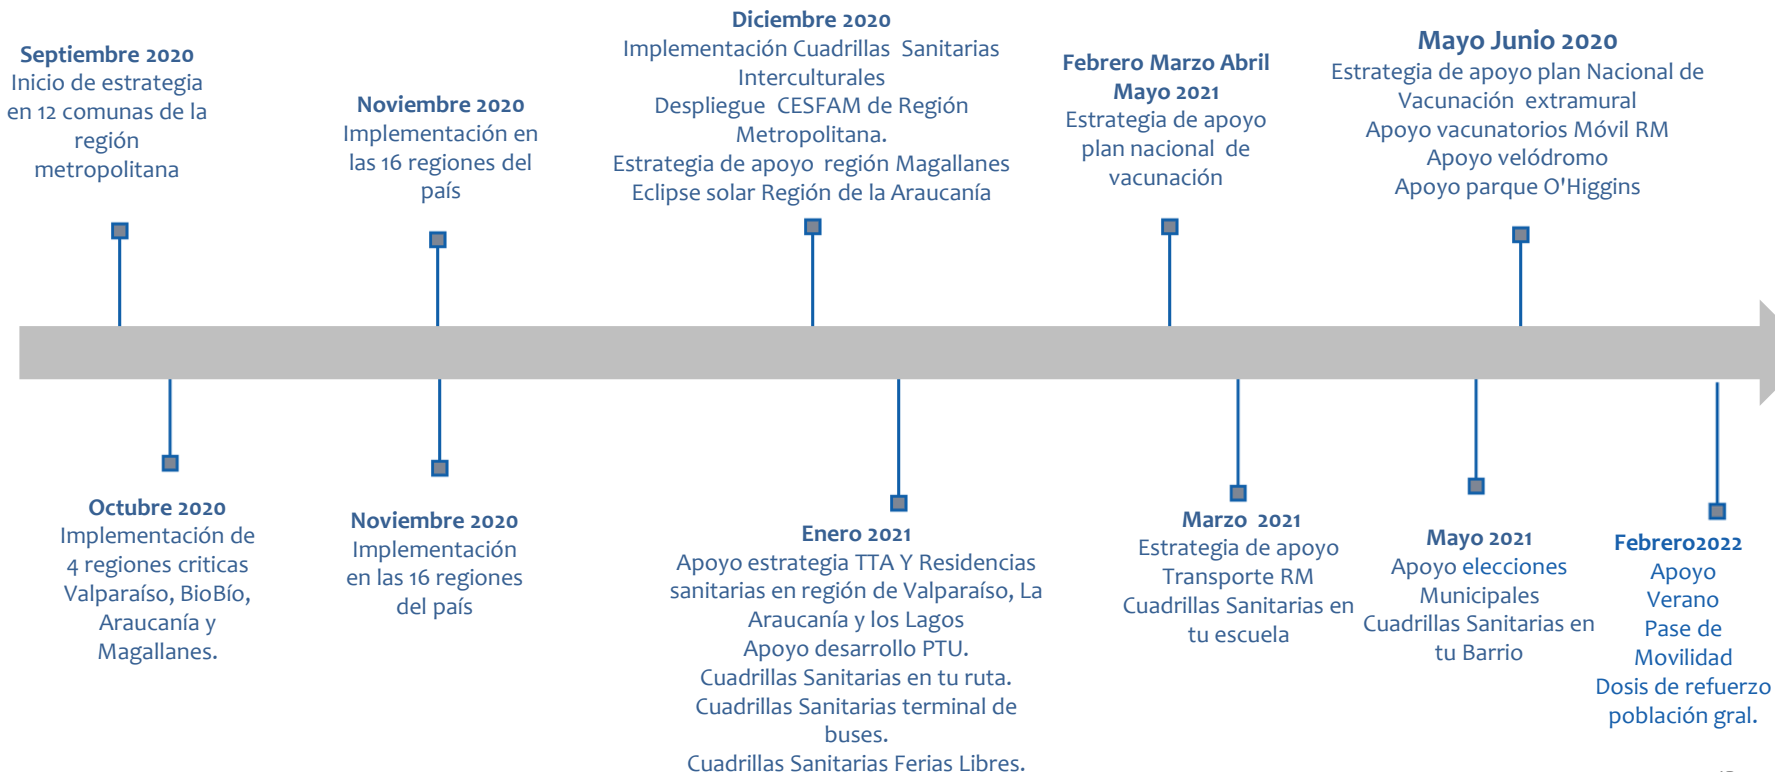 Septiembre 2020
Inicio de estrategia
en 12 comunas de la
región
metropolitana
Noviembre 2020
Implementación en
las 16 regiones del
país
Diciembre 2020
Implementación Cuadrillas Sanitarias
Interculturales
Despliegue CESFAM de Región
Metropolitana.
Estrategia de apoyo región Magallanes
Eclipse solar Región de la Araucanía
Febrero Marzo Abril
Mayo 2021
Estrategia de apoyo
plan nacional de
vacunación
Mayo Junio 2020
Estrategia de apoyo plan Nacional de
Vacunación extramural
Apoyo vacunatorios Móvil RM
Apoyo velódromo
Apoyo parque O'Higgins
Octubre 2020
Implementación de
4 regiones criticas
Valparaíso, BioBío,
Araucanía y
Magallanes.
Noviembre 2020
Implementación
en las 16 regiones
del país
Enero 2021
Apoyo estrategia TTA Y Residencias
sanitarias en región de Valparaíso, La
Araucanía y los Lagos
Apoyo desarrollo PTU.
Cuadrillas Sanitarias en tu ruta.
Cuadrillas Sanitarias terminal de
buses.
Cuadrillas Sanitarias Ferias Libres.
Marzo 2021
Estrategia de apoyo
Transporte RM
Cuadrillas Sanitarias en
tu escuela
Mayo 2021
Apoyo elecciones
Municipales
Cuadrillas Sanitarias en
tu Barrio
Febrero2022
Apoyo
Verano
Pase de
Movilidad
Dosis de refuerzo
población gral.